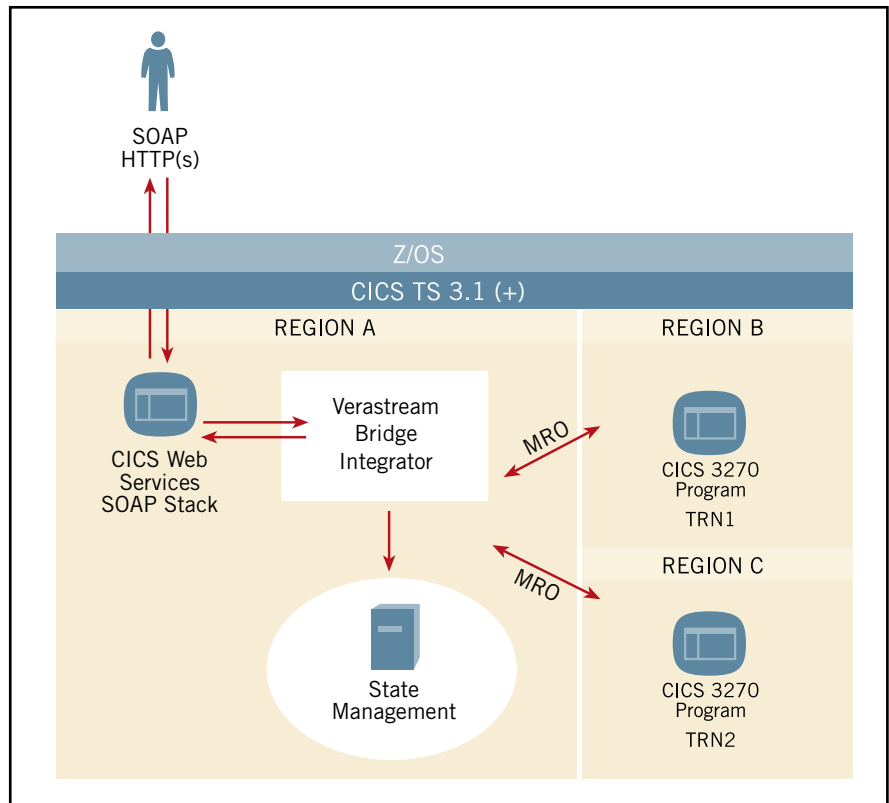 SOAP
HTTP(s)
Z/OS
CICS TS 3.1 (+)
REGION A
REGION B
Verastream
Bridge
Integrator
MRO
CICS Web
Services
SOAP Stack
CICS 3270
Program
TRN1
REGION C
MRO
State
Management
CICS 3270
Program
TRN2